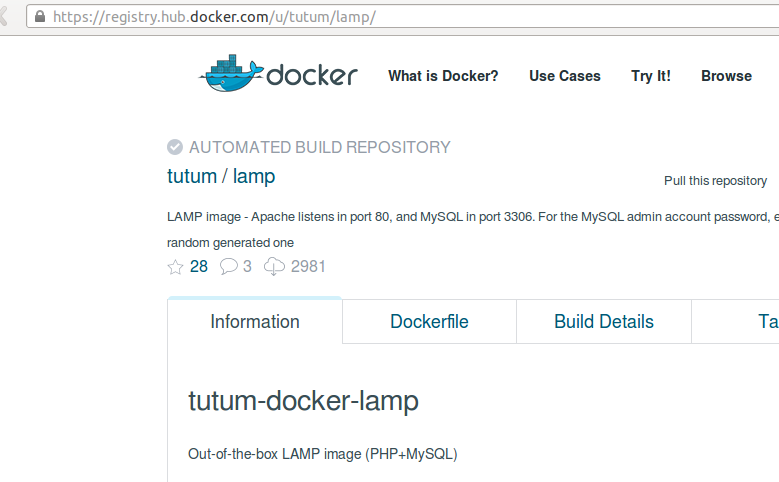 https://registry.hub.docker.com/u/tutum/lamp/
docker What is Docker? Use Cases Try It! Browse
AUTOMATED BUILD REPOSITORY
tutum / lamp
Pull this repository
LAMP image - Apache listens in port 80, and MySQL in port 3306. For the MySQL admin account password,
random generated one
28 3 2981
Information Dockerfile Build Details
tutum-docker-lamp
Out-of-the-box LAMP image (PHP+MySQL)